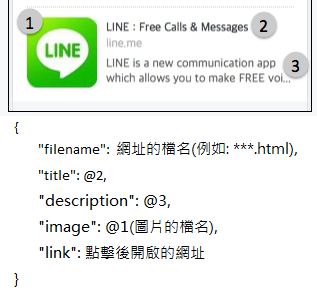 1
LINE
LINE : Free Calls & Messages
2
line.me
LINE is a new communication app
3
which allows you to make FREE voi...
{
"filename": 網址的檔名(例如: ***.html),
"title": @2,
"description": @3,
"image": @1(圖片的檔名),
"link": 點擊後開啟的網址
}